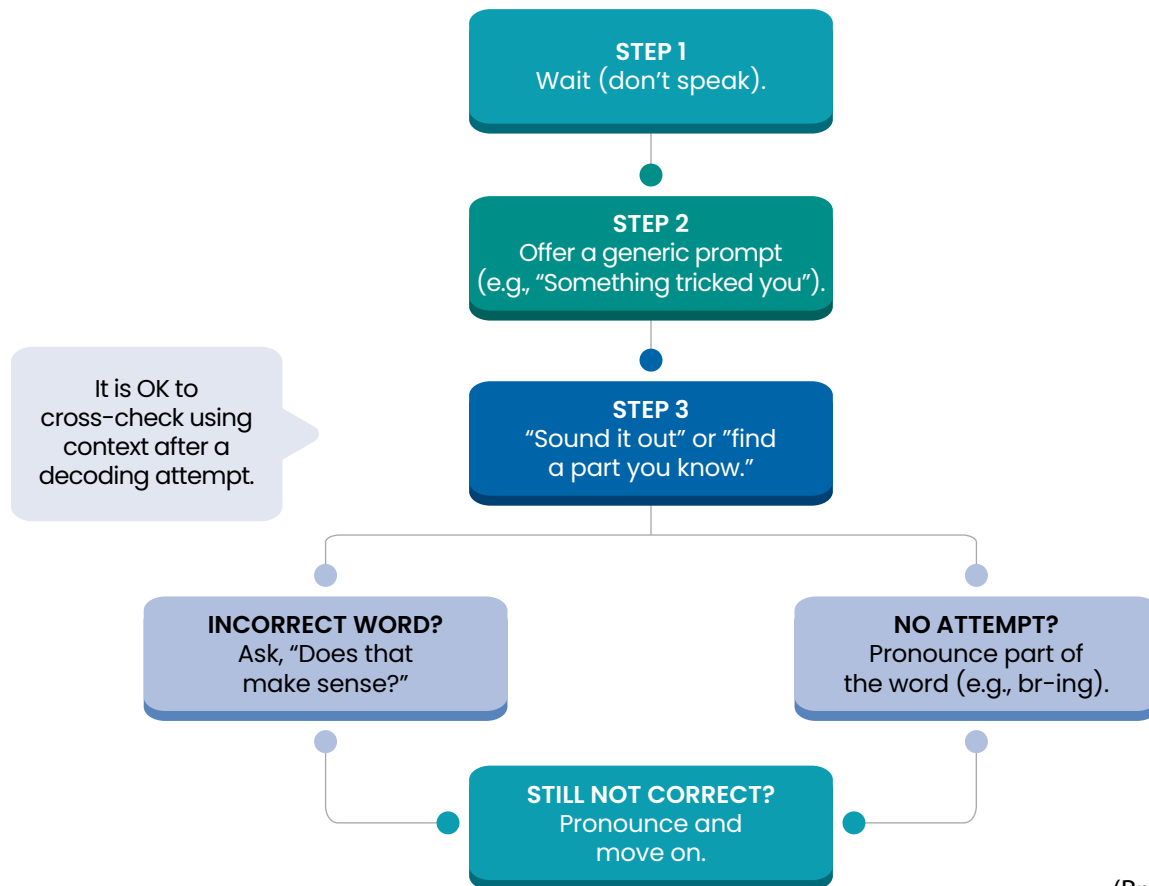 STEP 1
Wait (don’t speak).
STEP 2
Offer a generic prompt
(e.g., “Something tricked you”).
It is OK to
cross-check using
context after a
decoding attempt.
STEP 3
“Sound it out” or ”find
a part you know.”
INCORRECT WORD?
Ask, “Does that
make sense?”
NO ATTEMPT?
Pronounce part of
the word (e.g., br-ing).
STILL NOT CORRECT?
Pronounce and
move on.